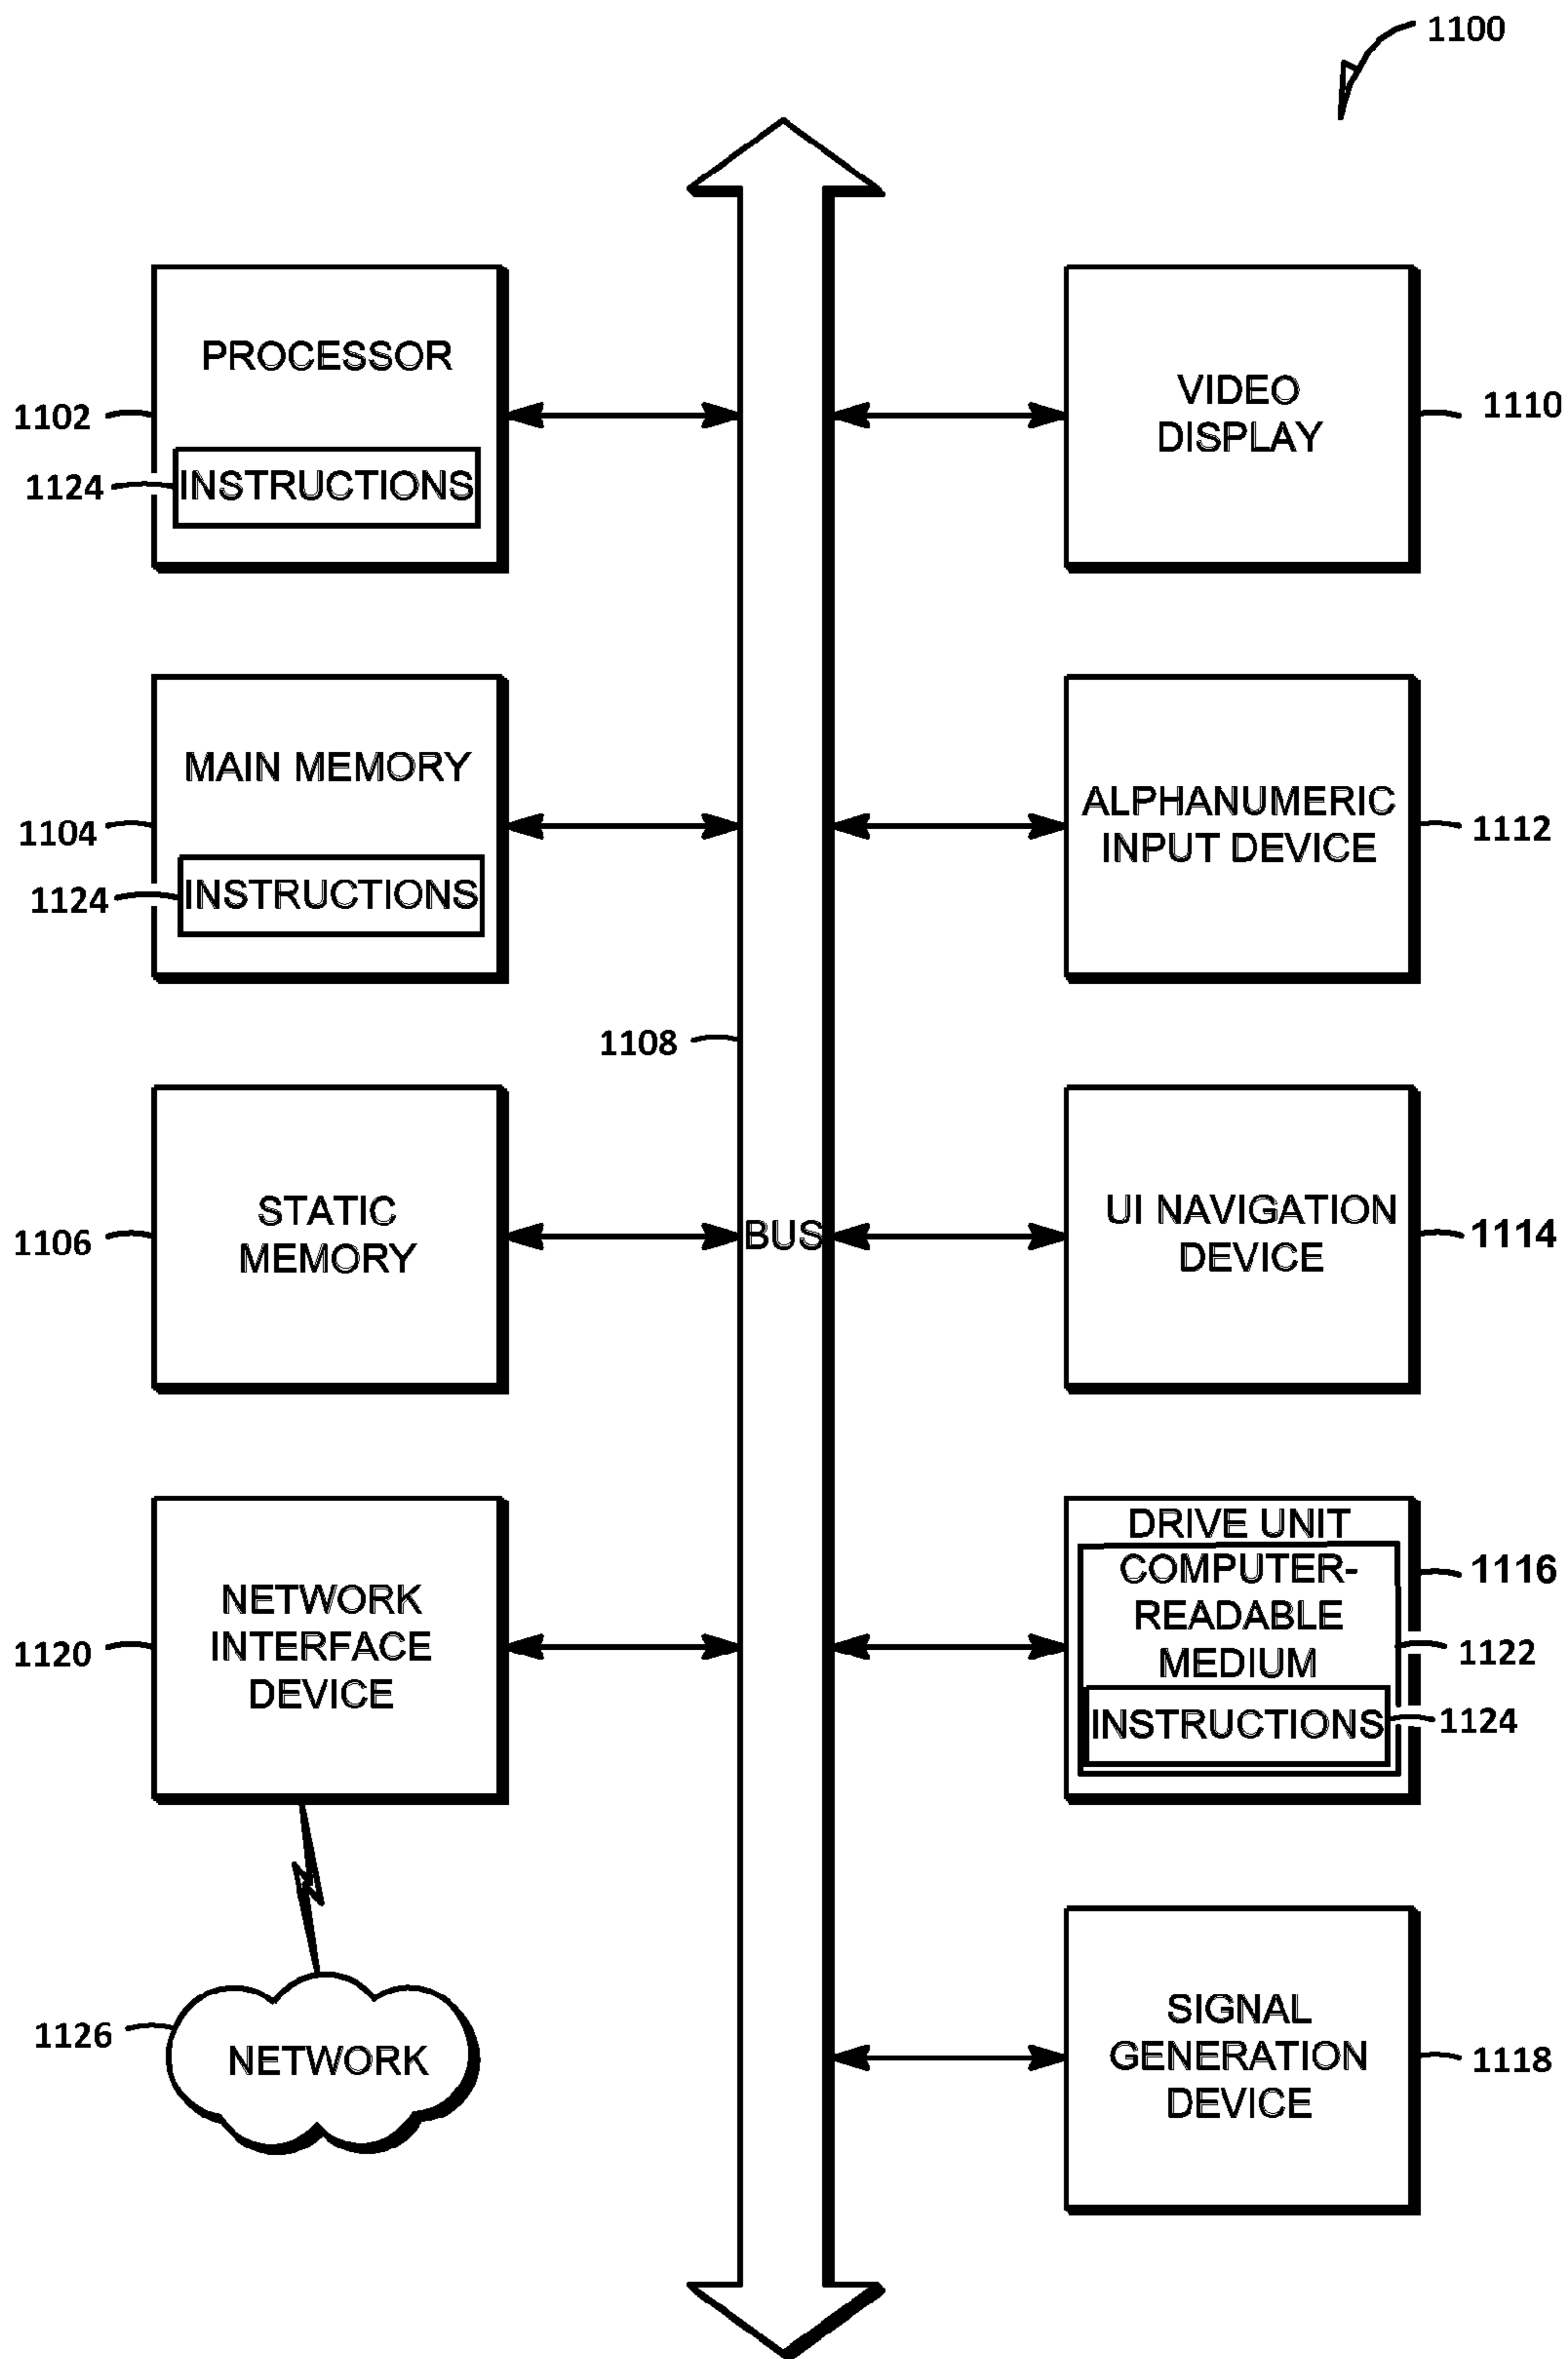 1100
PROCESSOR
1102
1124
INSTRUCTIONS
VIDEO
DISPLAY
1110
MAIN MEMORY
1104
1124
INSTRUCTIONS
ALPHANUMERIC
INPUT DEVICE
1112
1108
STATIC
MEMORY
1106
BUS
UI NAVIGATION
DEVICE
1114
NETWORK
INTERFACE
DEVICE
1120
DRIVE UNIT
COMPUTER-
READABLE
MEDIUM
INSTRUCTIONS
1116
1122
1124
1126
NETWORK
SIGNAL
GENERATION
DEVICE
1118